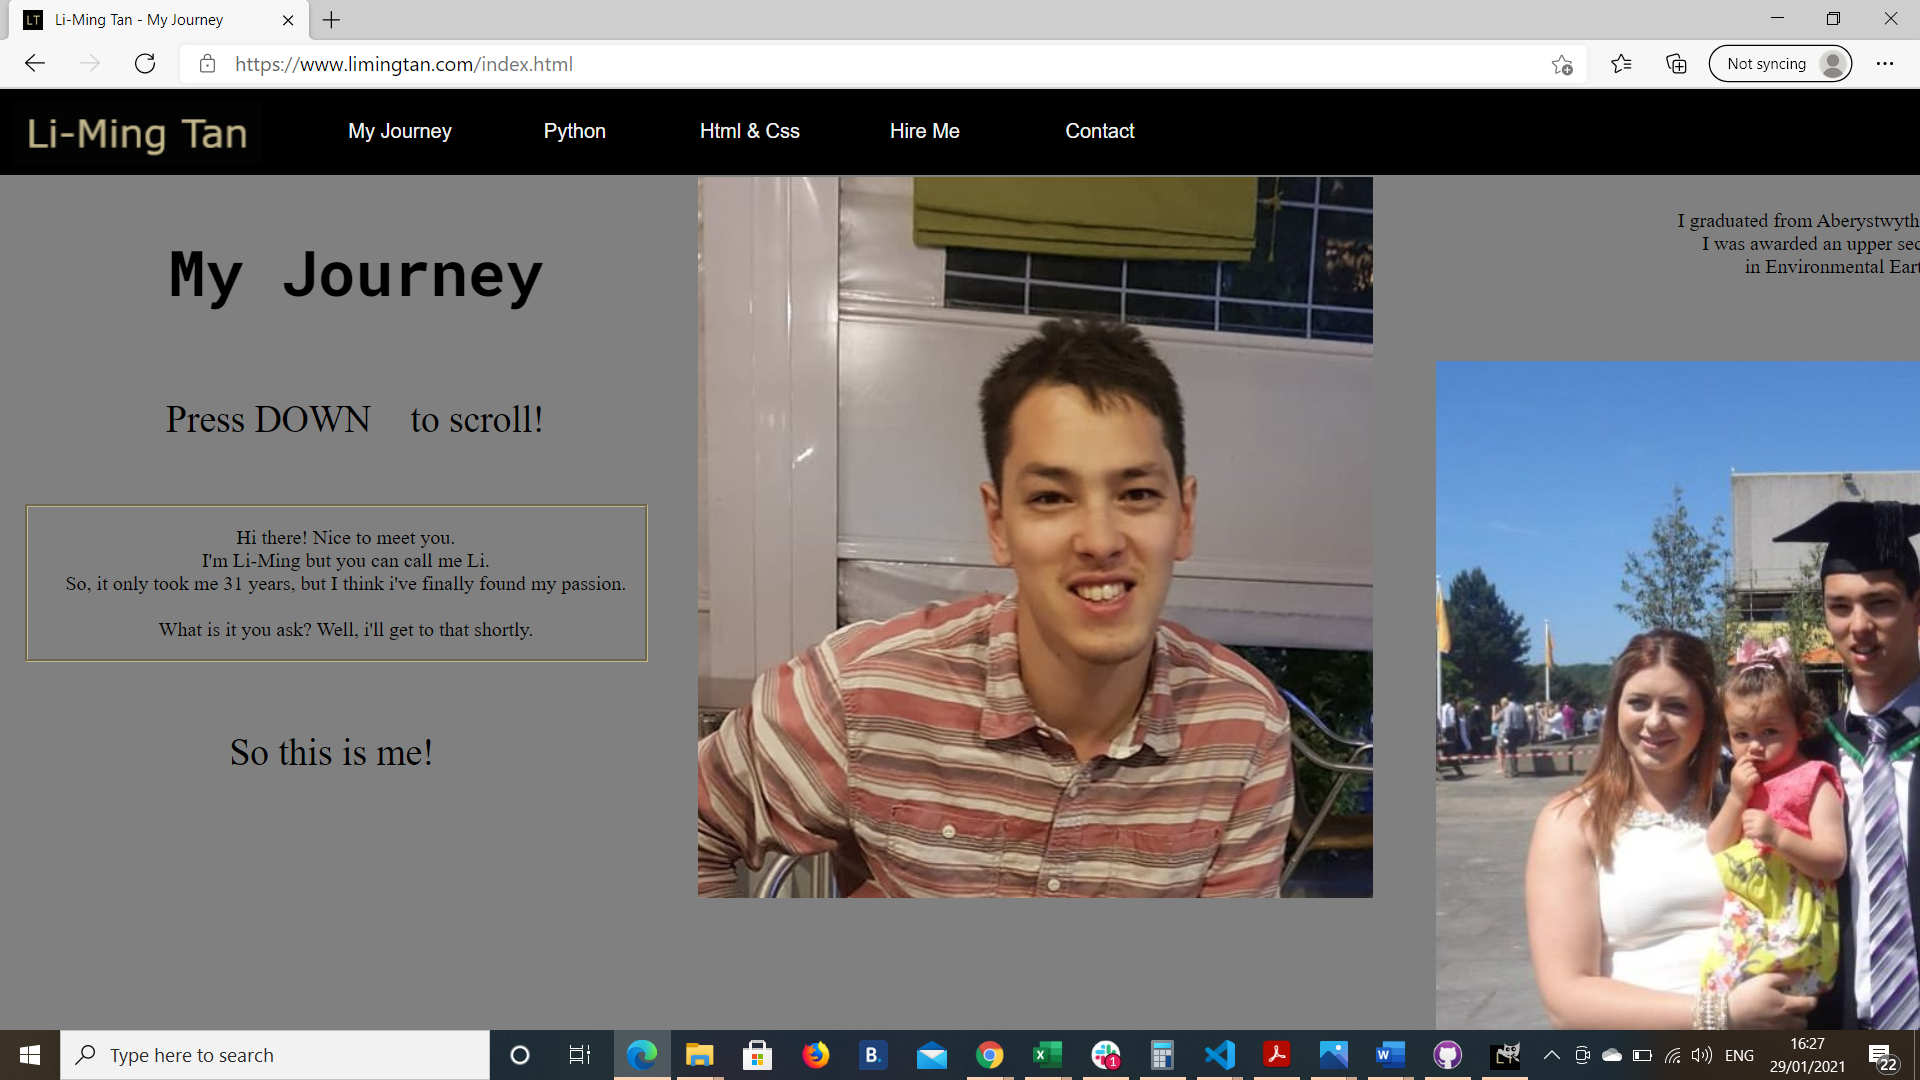 LT Li-Ming Tan - My Journey
https://www.limingtan.com/index.html
Not syncing
Li-Ming Tan
My Journey
Python
Html & Css
Hire Me
Contact
My Journey
Press DOWN to scroll!
Hi there! Nice to meet you.
I'm Li-Ming but you can call me Li.
So, it only took me 31 years, but I think i've finally found my passion.
What is it you ask? Well, i'll get to that shortly.
So this is me!
I graduated from Aberystwyth
I was awarded an upper sec
in Environmental Eart
Type here to search
B.
1
ENG
16:27
29/01/2021
22